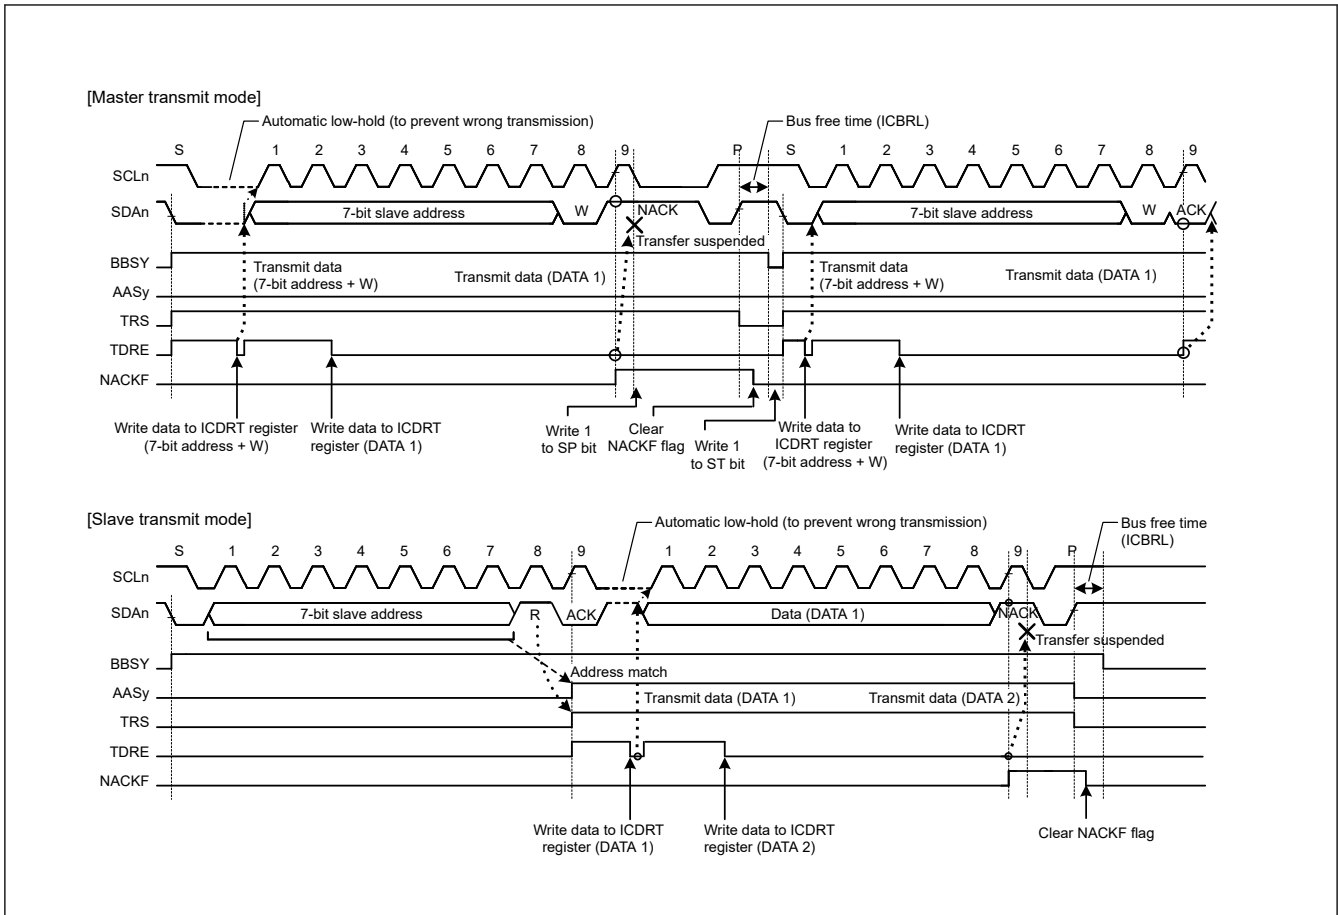 [Master transmit mode]
Automatic low-hold (to prevent wrong transmission)
Bus free time (ICBRL)
S 1 2 3 4 5 6 7 8 9 P S 1 2 3 4 5 6 7 8 9
SCLn
SDAn 7-bit slave address W NACK 7-bit slave address W ACK
Transfer suspended
BBSY
Transmit data
(7-bit address + W)
Transmit data (DATA 1)
Transmit data
(7-bit address + W)
Transmit data (DATA 1)
AASy
TRS
TDRE
NACKF
Write data to ICDRT register
(7-bit address + W)
Write data to ICDRT
register (DATA 1)
Write 1
to SP bit
Clear
NACKF flag
Write 1
to ST bit
Write data to
ICDRT register
(7-bit address + W)
Write data to ICDRT
register (DATA 1)
[Slave transmit mode]
Automatic low-hold (to prevent wrong transmission)
Bus free time
(ICBRL)
S 1 2 3 4 5 6 7 8 9 1 2 3 4 5 6 7 8 9 P
SCLn
SDAn 7-bit slave address R ACK Data (DATA 1) NACK
Transfer suspended
BBSY
Address match
AASy
Transmit data (DATA 1)
Transmit data (DATA 2)
TRS
TDRE
NACKF
Write data to ICDRT
register (DATA 1)
Write data to ICDRT
register (DATA 2)
Clear NACKF flag